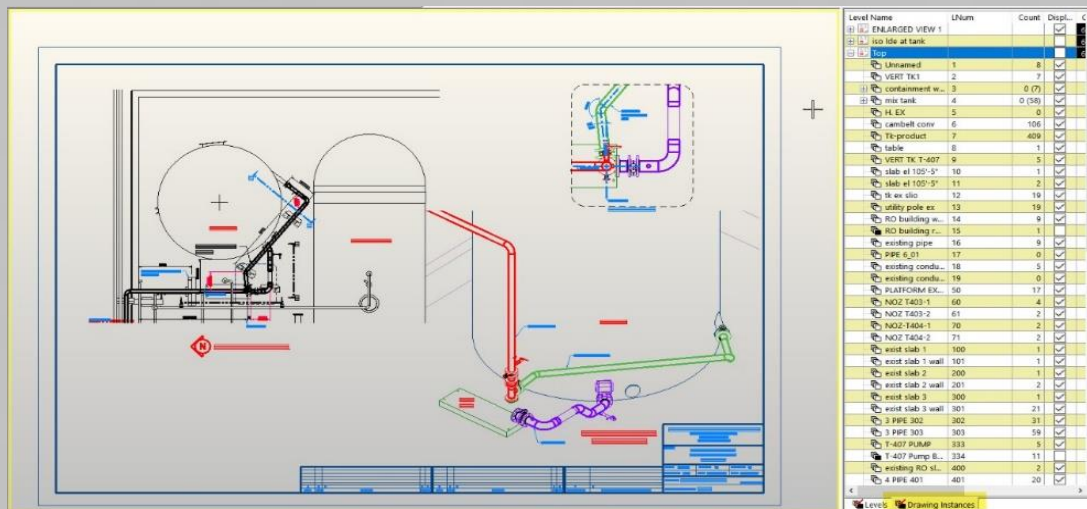 Level Name LNum Count Displ...
ENLARGED VIEW 1
iso lde at tank
Top
Unnamed 1 8
VERT TK1 2 7
containment w... 3 0 (7)
mix tank 4 0 (58)
H. EX 5 0
cambelt conv 6 106
Tk-product 7 409
table 8 1
VERT TK T-407 9 5
slab el 105'-5" 10 1
slab el 105'-5" 11 2
tk ex slio 12 19
utility pole ex 13 19
RO building w... 14 9
RO building r... 15 1
existing pipe 16 9
PIPE 6_01 17 0
existing condu... 18 5
existing condu... 19 0
PLATFORM EX... 50 17
NOZ T403-1 60 4
NOZ T403-2 61 2
NOZ-T404-1 70 2
NOZ T404-2 71 2
exist slab 1 100 1
exist slab 1 wall 101 1
exist slab 2 200 1
exist slab 2 wall 201 2
exist slab 3 300 1
exist slab 3 wall 301 21
3 PIPE 302 302 31
3 PIPE 303 303 59
T-407 PUMP 333 5
T-407 Pump B... 334 11
existing RO sl... 400 2
4 PIPE 401 401 20
Levels Drawing Instances
N